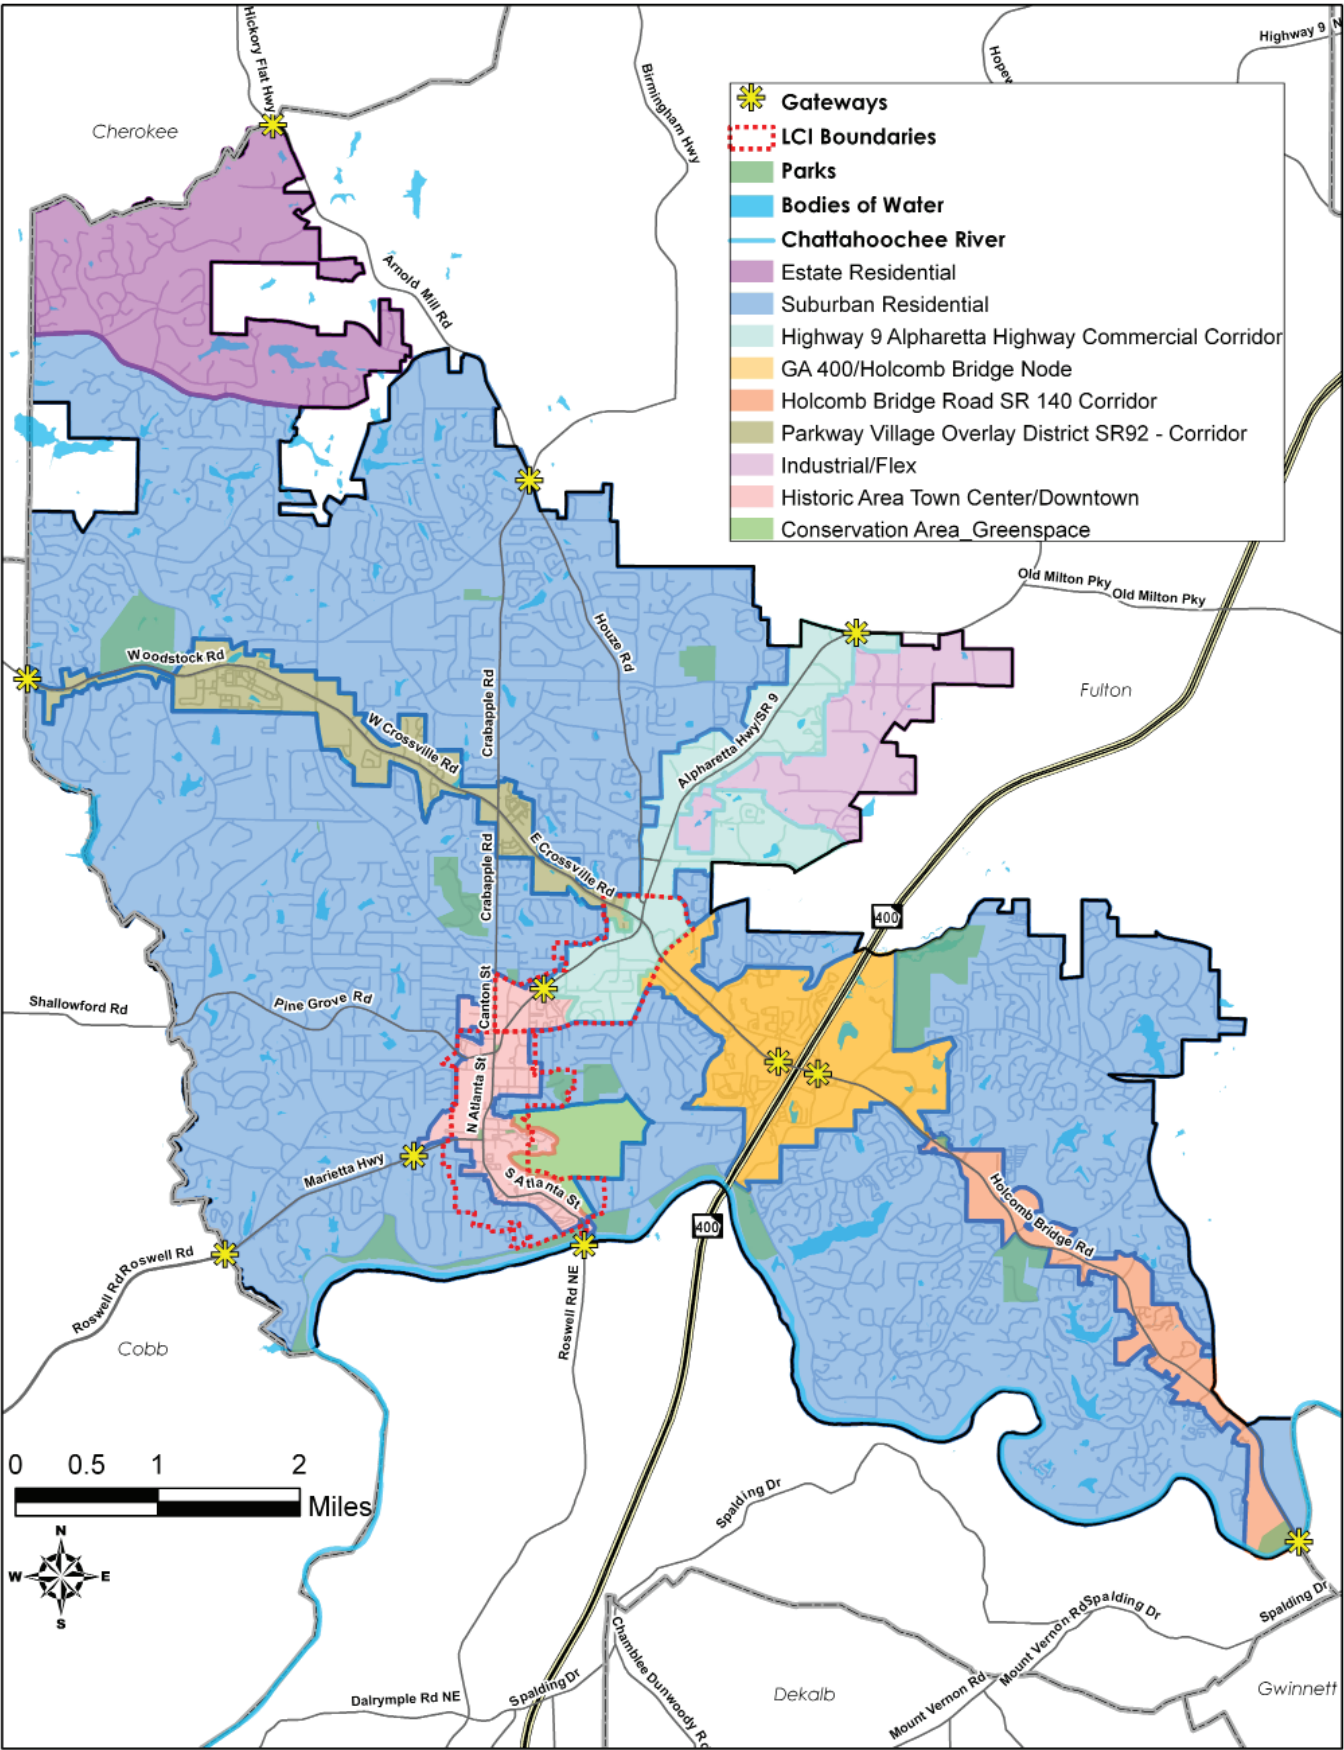 Hickory Flat Hwy
Birmingham Hwy
Highway 9
N
Cherokee
Gateways
LCI Boundaries
Parks
Bodies of Water
Chattahoochee River
Estate Residential
Suburban Residential
Highway 9 Alpharetta Highway Commercial Corridor
GA 400/Holcomb Bridge Node
Holcomb Bridge Road SR 140 Corridor
Parkway Village Overlay District SR92 - Corridor
Industrial/Flex
Historic Area Town Center/Downtown
Conservation Area_Greenspace
Arnold Mill Rd
Old Milton Pky
Old Milton Pky
Houze Rd
Woodstock Rd
Fulton
Crabapple Rd
W Crossville Rd
Alpharetta Hwy/SR 9
E Crossville Rd
Crabapple Rd
400
Canton St
Shallowford Rd
Pine Grove Rd
N Atlanta St
Marietta Hwy
S Atlanta St
Holcomb Bridge Rd
400
Roswell Rd
Roswell Rd
Roswell Rd NE
Cobb
0 0.5 1 2
Miles
N
W E
S
Spalding Dr
Spalding Dr
Spalding Dr
Mount Vernon Rd
Chamblee Dunwoody Rd
Spalding Dr
Dalrymple Rd NE
Dekalb
Mount Vernon Rd
Gwinnett